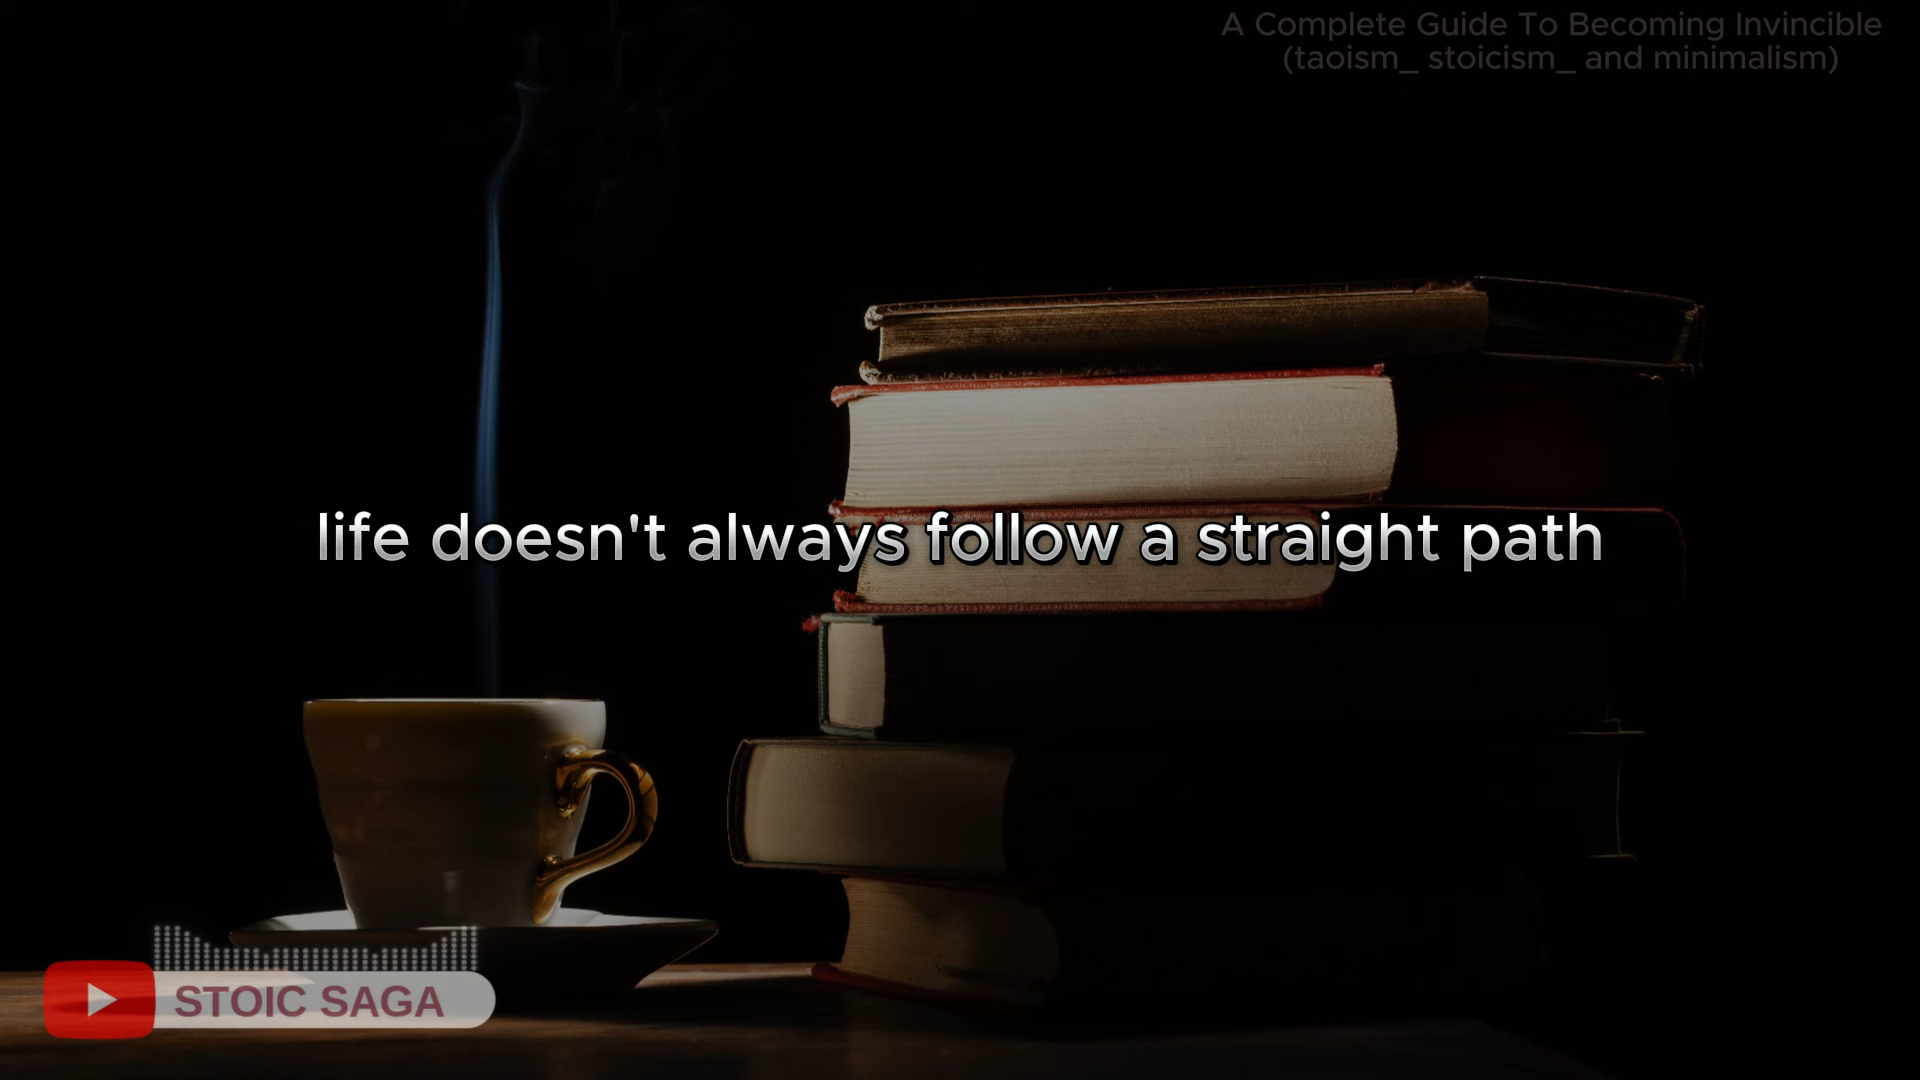 A Complete Guide To Becoming Invincible
(taoism_ stoicism_ and minimalism)
life doesn't always follow a straight path
STOIC SAGA